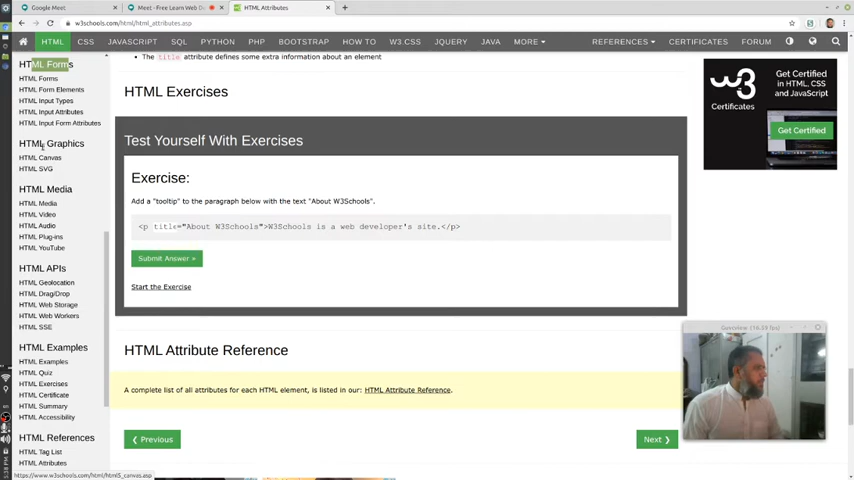 Google Meet
Meet - Free Learn Web D
HTML Attributes
w3schools.com/html/html_attributes.asp
HTML CSS JAVASCRIPT SQL PYTHON PHP BOOTSTRAP HOW TO W3.CSS JQUERY JAVA MORE REFERENCES CERTIFICATES FORUM
HTML Forms
HTML Forms
HTML Form Elements
HTML Input Types
HTML Input Attributes
HTML Input Form Attributes
HTML Graphics
HTML Canvas
HTML SVG
HTML Media
HTML Media
HTML Video
HTML Audio
HTML Plug-ins
HTML YouTube
HTML APIs
HTML Geolocation
HTML Drag/Drop
HTML Web Storage
HTML Web Workers
HTML SSE
HTML Examples
HTML Examples
HTML Quiz
HTML Exercises
HTML Certificate
HTML Summary
HTML Accessibility
HTML References
HTML Tag List
HTML Attributes
https://www.w3schools.com/html/html5_canvas.asp
The title attribute defines some extra information about an element
HTML Exercises
Test Yourself With Exercises
Exercise:
Add a "tooltip" to the paragraph below with the text "About W3Schools".
<p title="About W3Schools">W3Schools is a web developer's site.</p>
Submit Answer »
Start the Exercise
HTML Attribute Reference
A complete list of all attributes for each HTML element, is listed in our: HTML Attribute Reference.
❮ Previous
Next ❯
W3
Certificates
Get Certified
in HTML, CSS
and JavaScript
Get Certified